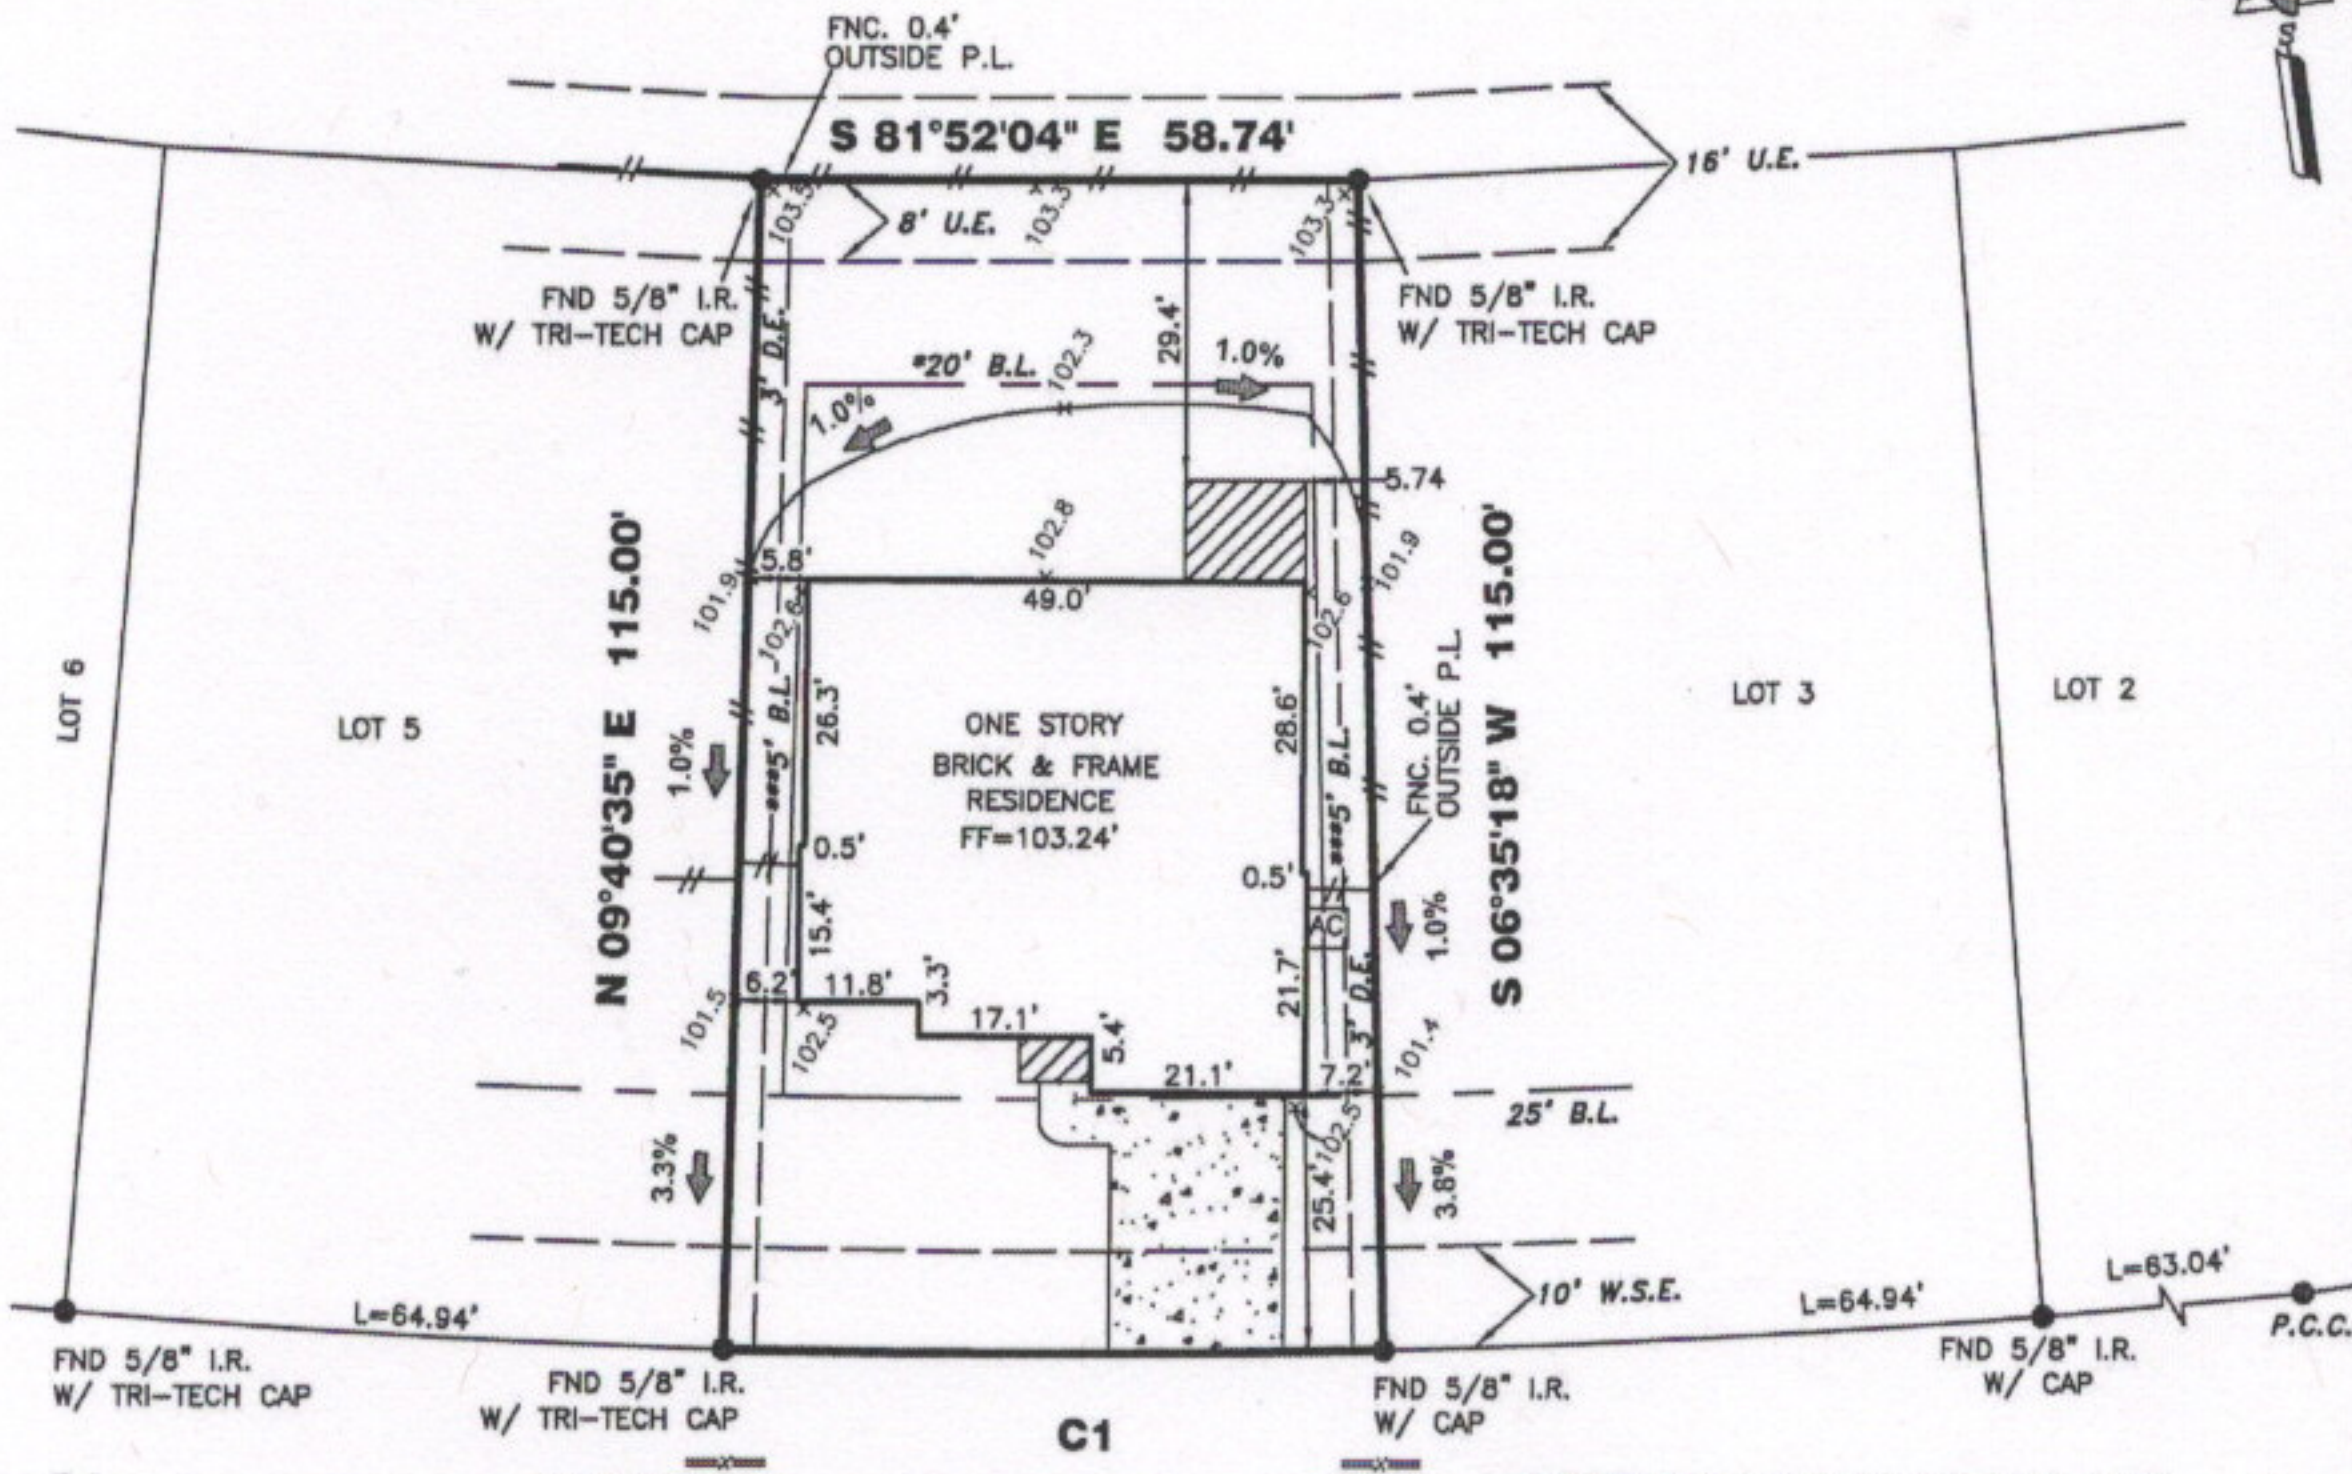 S
FNC. 0.4'
OUTSIDE P.L.
S 81°52'04" E 58.74'
16' U.E.
103.5
103.3
103.3
8' U.E.
FND 5/8" I.R.
W/ TRI-TECH CAP
FND 5/8" I.R.
W/ TRI-TECH CAP
3' D.E.
29.4'
*20' B.L.
102.3
1.0%
1.0%
5.74
102.8
101.9
101.9
5.8'
49.0'
102.6
102.6
N 09°40'35" E 115.00'
S 06°35'18" W 115.00'
LOT 6
LOT 5
LOT 3
LOT 2
26.3'
28.6'
ONE STORY
BRICK & FRAME
RESIDENCE
FF=103.24'
***5' B.L.
***5' B.L.
FNC. 0.4'
OUTSIDE P.L.
1.0%
0.5'
0.5'
AC
1.0%
15.4'
21.7'
3' D.E.
6.2'
11.8'
3.3'
17.1'
5.4'
21.1'
7.2'
101.5
102.5
101.4
102.5
25' B.L.
3.3%
25.4'
3.8%
10' W.S.E.
L=64.94'
L=64.94'
L=63.04'
P.C.C.
FND 5/8" I.R.
W/ TRI-TECH CAP
FND 5/8" I.R.
W/ TRI-TECH CAP
FND 5/8" I.R.
W/ CAP
FND 5/8" I.R.
W/ CAP
C1